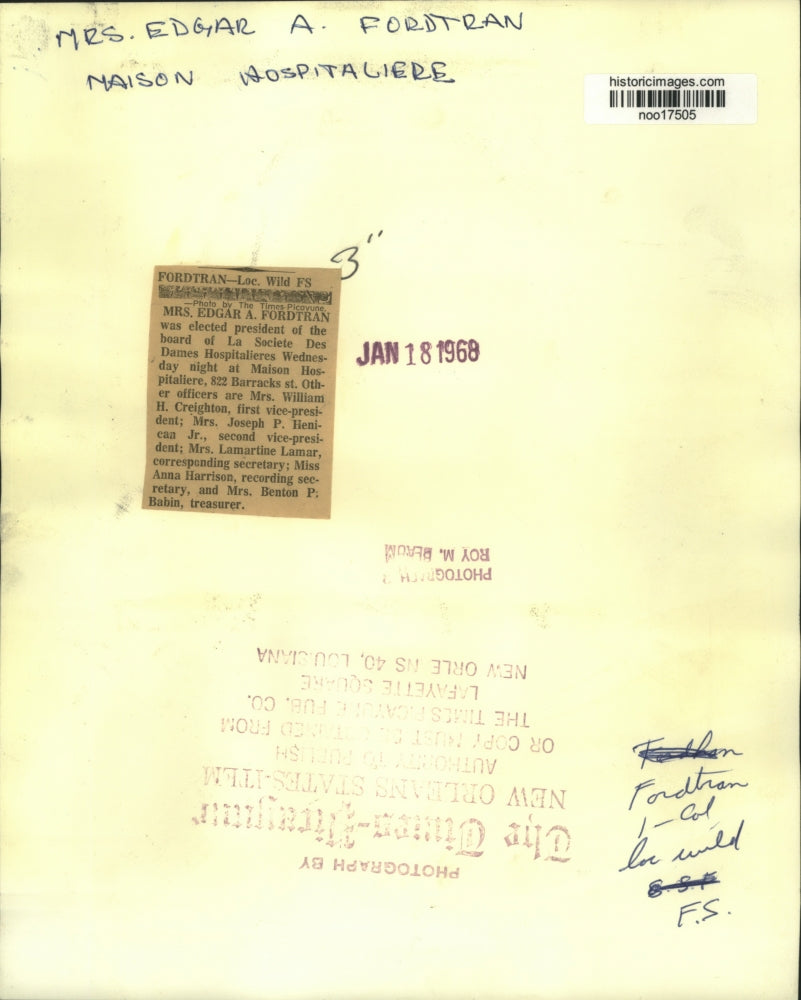 MRS. EDGAR A. FORDTRAN
MAISON HOSPITALIERE
historicimages.com
noo17505
3"
FORDTRAN—Loc. Wild FS
—Photo by The Times-Picayune.
MRS. EDGAR A. FORDTRAN
was elected president of the
board of La Societe Des
Dames Hospitalieres Wednes-
day night at Maison Hos-
pitaliere, 822 Barracks st. Oth-
er officers are Mrs. William
H. Creighton, first vice-presi-
dent; Mrs. Joseph P. Heni-
can Jr., second vice-presi-
dent; Mrs. Lamartine Lamar,
corresponding secretary; Miss
Anna Harrison, recording sec-
retary, and Mrs. Benton P.
Babin, treasurer.
JAN 18 1968
PHOTOGRAPH BY
The Times-Picayune
NEW ORLEANS STATES-ITEM
AUTHORITY TO PUBLISH
OR COPY MUST BE OBTAINED FROM
THE TIMES-PICAYUNE PUB. CO.
LAFAYETTE SQUARE
NEW ORLEANS 40, LOUISIANA
ROY M.
Fordtran
1-Col
loc wild
F.S.